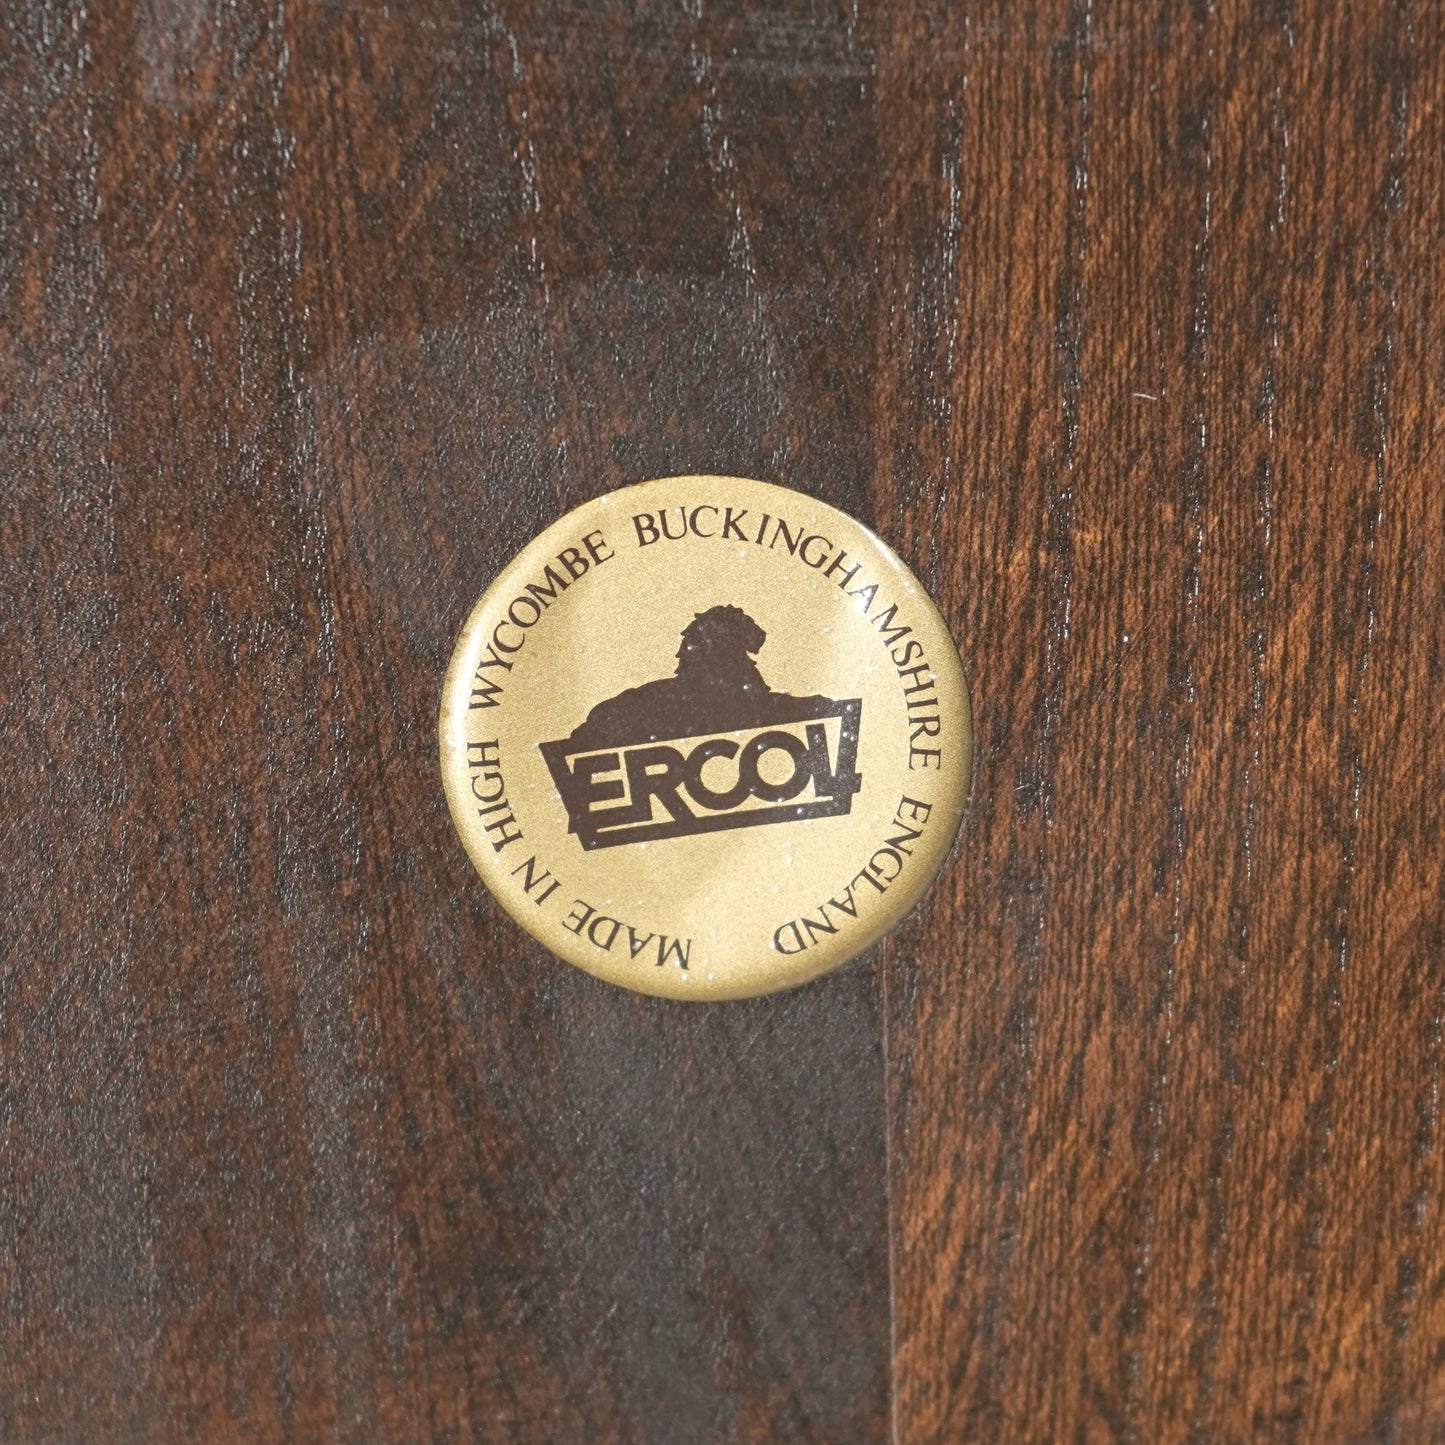 MADE IN HIGH WYCOMBE BUCKINGHAMSHIRE ENGLAND
ERCOL